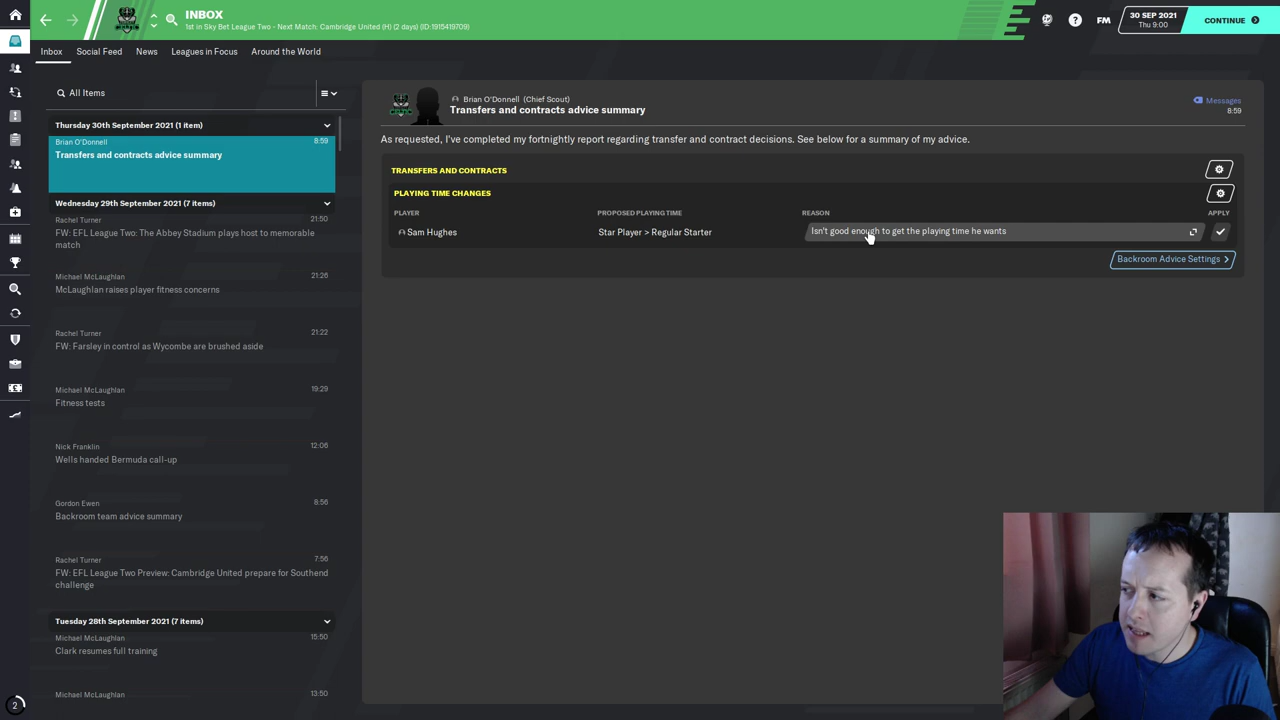 INBOX
1st in Sky Bet League Two - Next Match: Cambridge United (H) (2 days) (ID:1915419709)
?
FM
30 SEP 2021
Thu 9:00
CONTINUE
Inbox
Social Feed
News
Leagues in Focus
Around the World
All Items
Thursday 30th September 2021 (1 item)
Brian O'Donnell
8:59
Transfers and contracts advice summary
Wednesday 29th September 2021 (7 items)
Rachel Turner
21:50
FW: EFL League Two: The Abbey Stadium plays host to memorable
match
Michael McLaughlan
21:26
McLaughlan raises player fitness concerns
Rachel Turner
21:22
FW: Farsley in control as Wycombe are brushed aside
Michael McLaughlan
19:29
Fitness tests
Nick Franklin
12:06
Wells handed Bermuda call-up
Gordon Ewen
8:56
Backroom team advice summary
Rachel Turner
7:56
FW: EFL League Two Preview: Cambridge United prepare for Southend
challenge
Tuesday 28th September 2021 (7 items)
Michael McLaughlan
15:50
Clark resumes full training
Michael McLaughlan
13:50
2
Brian O'Donnell (Chief Scout)
Transfers and contracts advice summary
Messages
8:59
As requested, I've completed my fortnightly report regarding transfer and contract decisions. See below for a summary of my advice.
TRANSFERS AND CONTRACTS
PLAYING TIME CHANGES
PLAYER
PROPOSED PLAYING TIME
REASON
APPLY
Sam Hughes
Star Player > Regular Starter
Isn't good enough to get the playing time he wants
Backroom Advice Settings